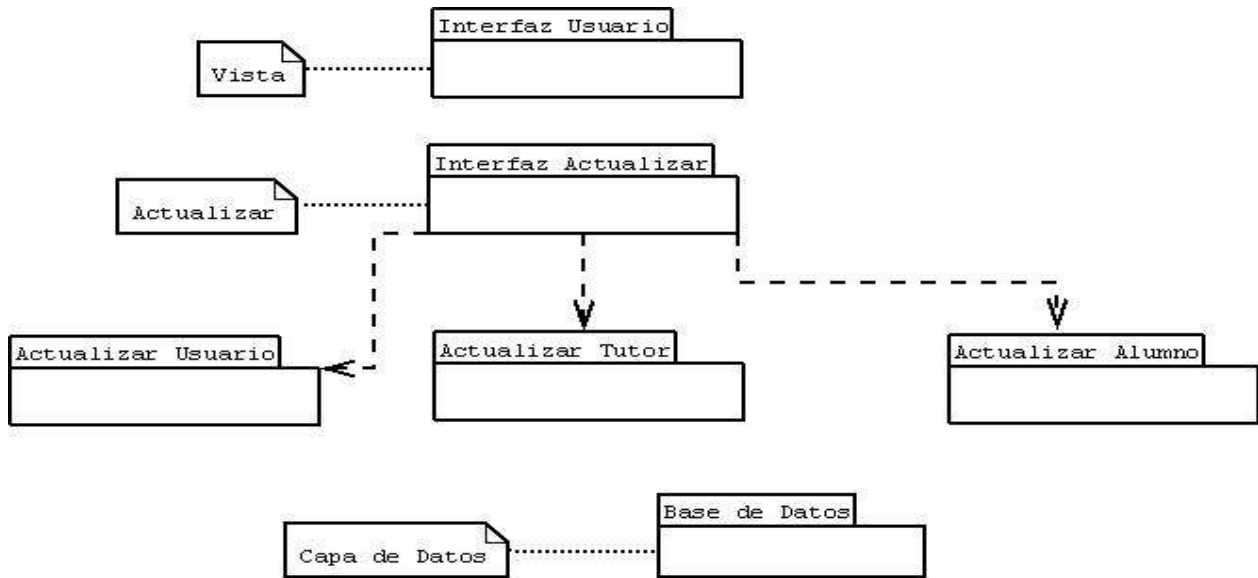 Interfaz Usuario
Vista
Interfaz Actualizar
Actualizar
Actualizar Usuario
Actualizar Tutor
Actualizar Alumno
Base de Datos
Capa de Datos